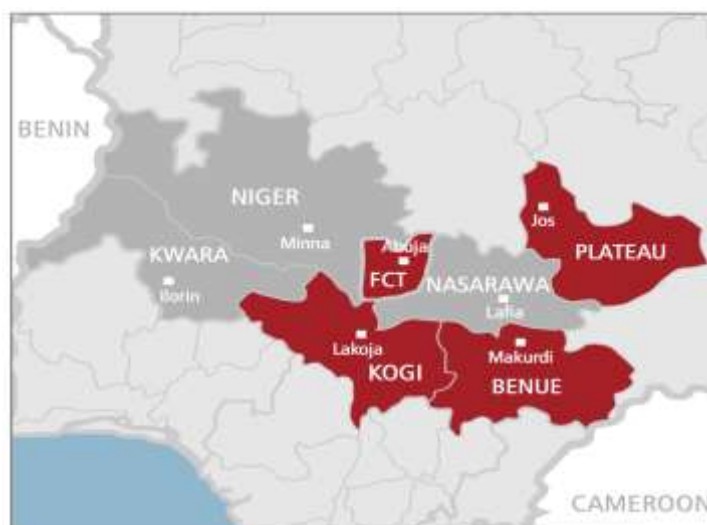 BENIN
NIGER
Jos
Minna
Abuja
PLATEAU
KWARA
FCT
NASARAWA
Ilorin
Lafia
Lakoja
Makurdi
KOGI
BENUE
CAMEROON